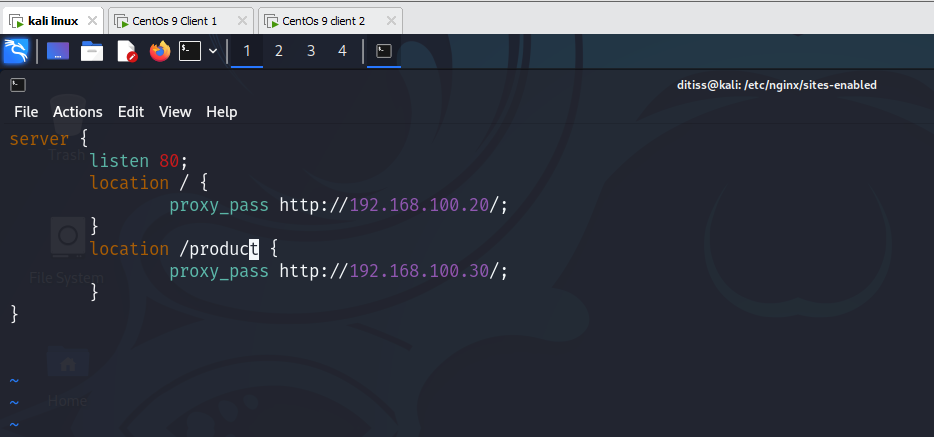 kali linux CentOs 9 Client 1 CentOs 9 client 2
1 2 3 4
ditiss@kali: /etc/nginx/sites-enabled
File Actions Edit View Help
server {
        listen 80;
        location / {
                proxy_pass http://192.168.100.20/;
        }
        location /product {
                proxy_pass http://192.168.100.30/;
        }
}
Trash
File System
Home
~
~
~